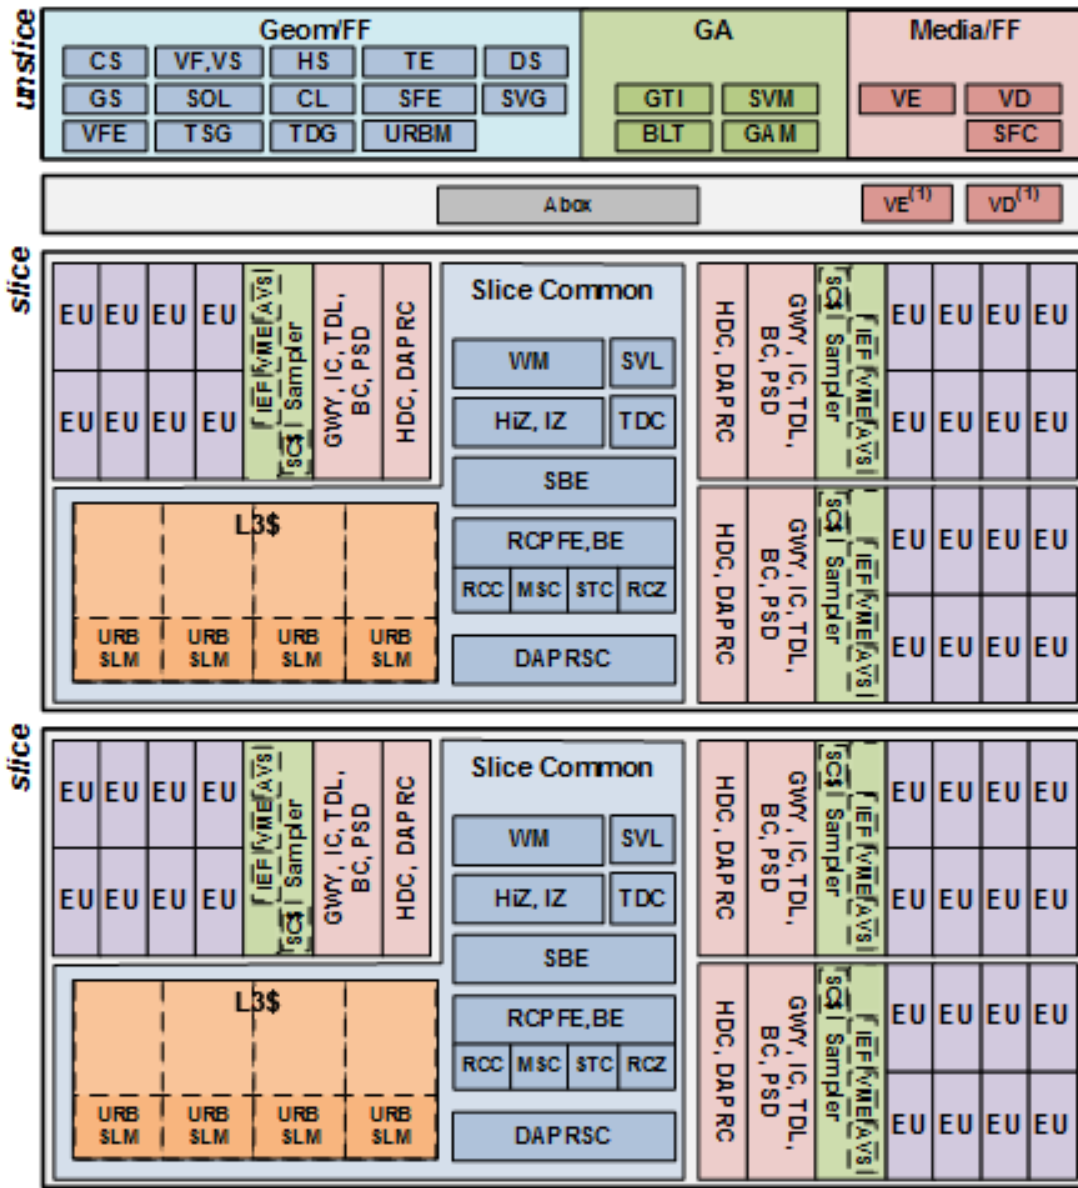 unslice
Geom/FF
CS VF,VS HS TE DS
GS SOL CL SFE SVG
VFE TSG TDG URBM
GA
GTI SVM
BLT GAM
Media/FF
VE VD
SFC
Abox
VE(1) VD(1)
slice
EU EU EU EU
EU EU EU EU
IEF VME AVS
Sampler
SC$
GWY, IC, TDL,
BC, PSD
HDC, DAPRC
Slice Common
WM SVL
HiZ, IZ TDC
SBE
RCPFE,BE
RCC MSC STC RCZ
DAPRSC
L3$
URB URB URB URB
SLM SLM SLM SLM
HDC, DAPRC
GWY, IC, TDL,
BC, PSD
SC$
Sampler
IEF VME AVS
EU EU EU EU
EU EU EU EU
HDC, DAPRC
GWY, IC, TDL,
BC, PSD
SC$
Sampler
IEF VME AVS
EU EU EU EU
EU EU EU EU
slice
EU EU EU EU
EU EU EU EU
IEF VME AVS
Sampler
SC$
GWY, IC, TDL,
BC, PSD
HDC, DAPRC
Slice Common
WM SVL
HiZ, IZ TDC
SBE
RCPFE,BE
RCC MSC STC RCZ
DAPRSC
L3$
URB URB URB URB
SLM SLM SLM SLM
HDC, DAPRC
GWY, IC, TDL,
BC, PSD
SC$
Sampler
IEF VME AVS
EU EU EU EU
EU EU EU EU
HDC, DAPRC
GWY, IC, TDL,
BC, PSD
SC$
Sampler
IEF VME AVS
EU EU EU EU
EU EU EU EU